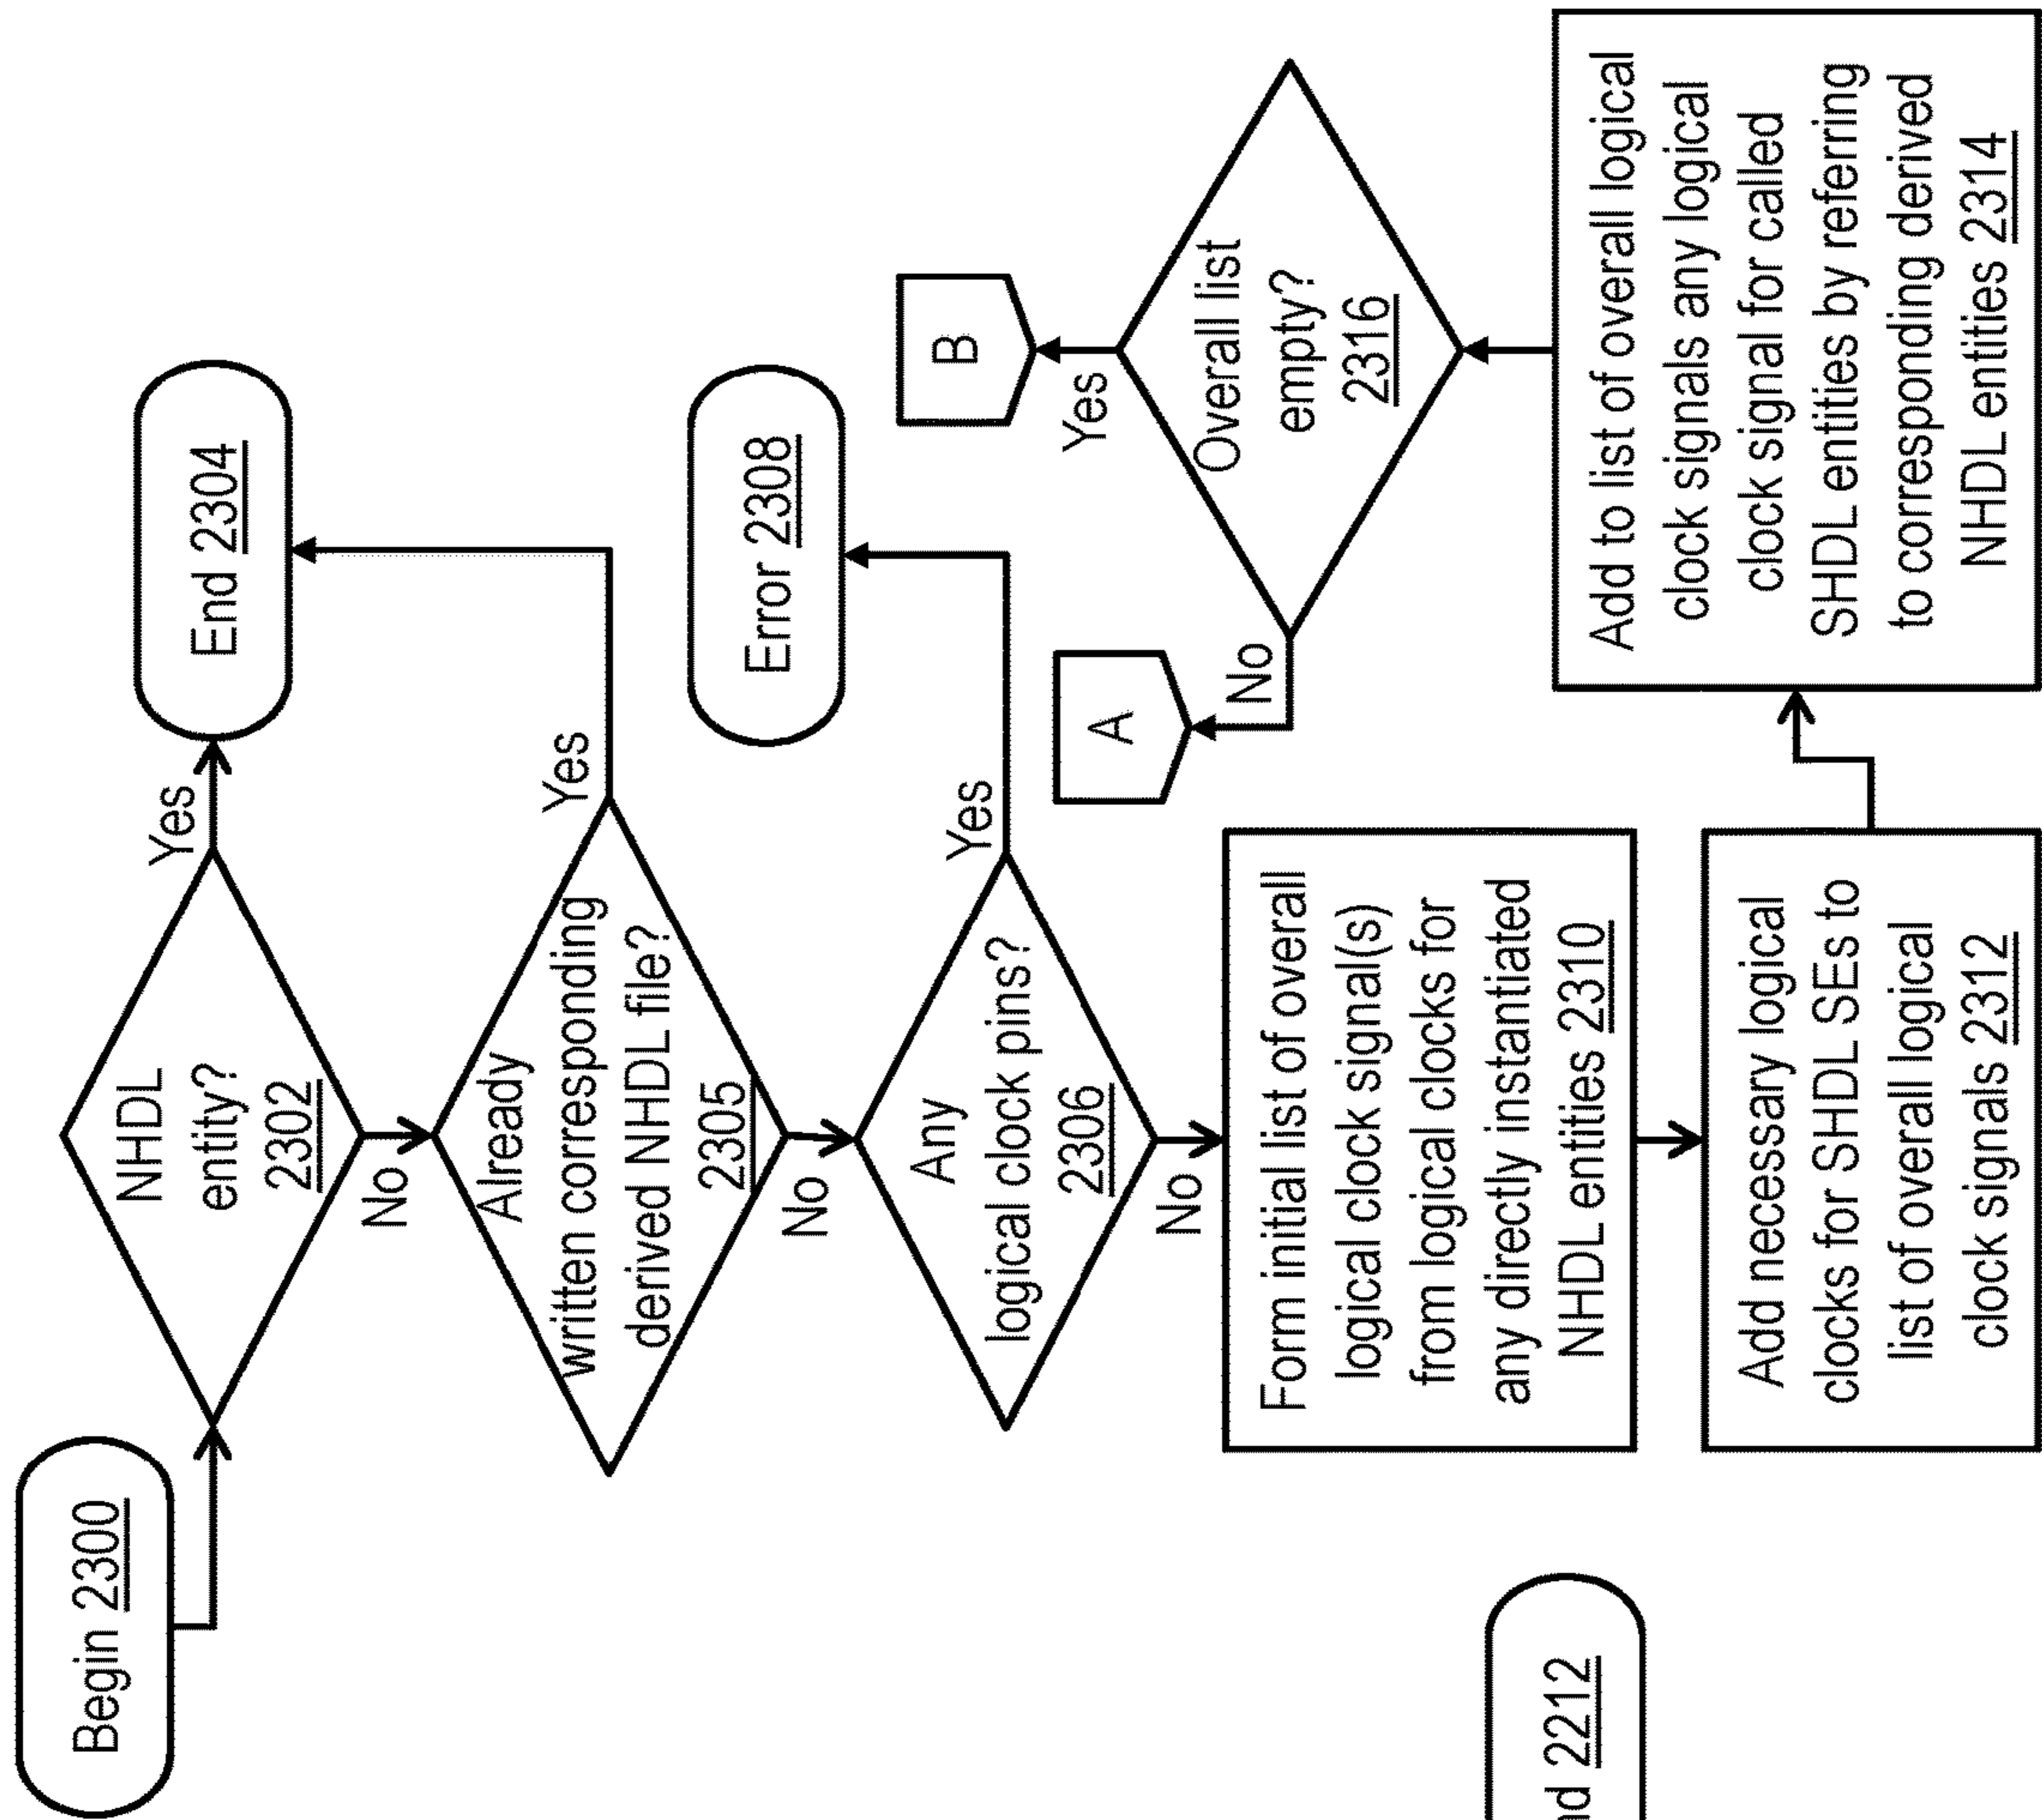 Begin 2300
NHDL
entity?
2302
Yes
End 2304
No
Already
written corresponding
derived NHDL file?
2305
Yes
No
Any
logical clock pins?
2306
Yes
Error 2308
No
Form initial list of overall
logical clock signal(s)
from logical clocks for
any directly instantiated
NHDL entities 2310
Add necessary logical
clocks for SHDL SEs to
list of overall logical
clock signals 2312
Add to list of overall logical
clock signals any logical
clock signal for called
SHDL entities by referring
to corresponding derived
NHDL entities 2314
Overall list
empty?
2316
Yes
B
No
A
2212